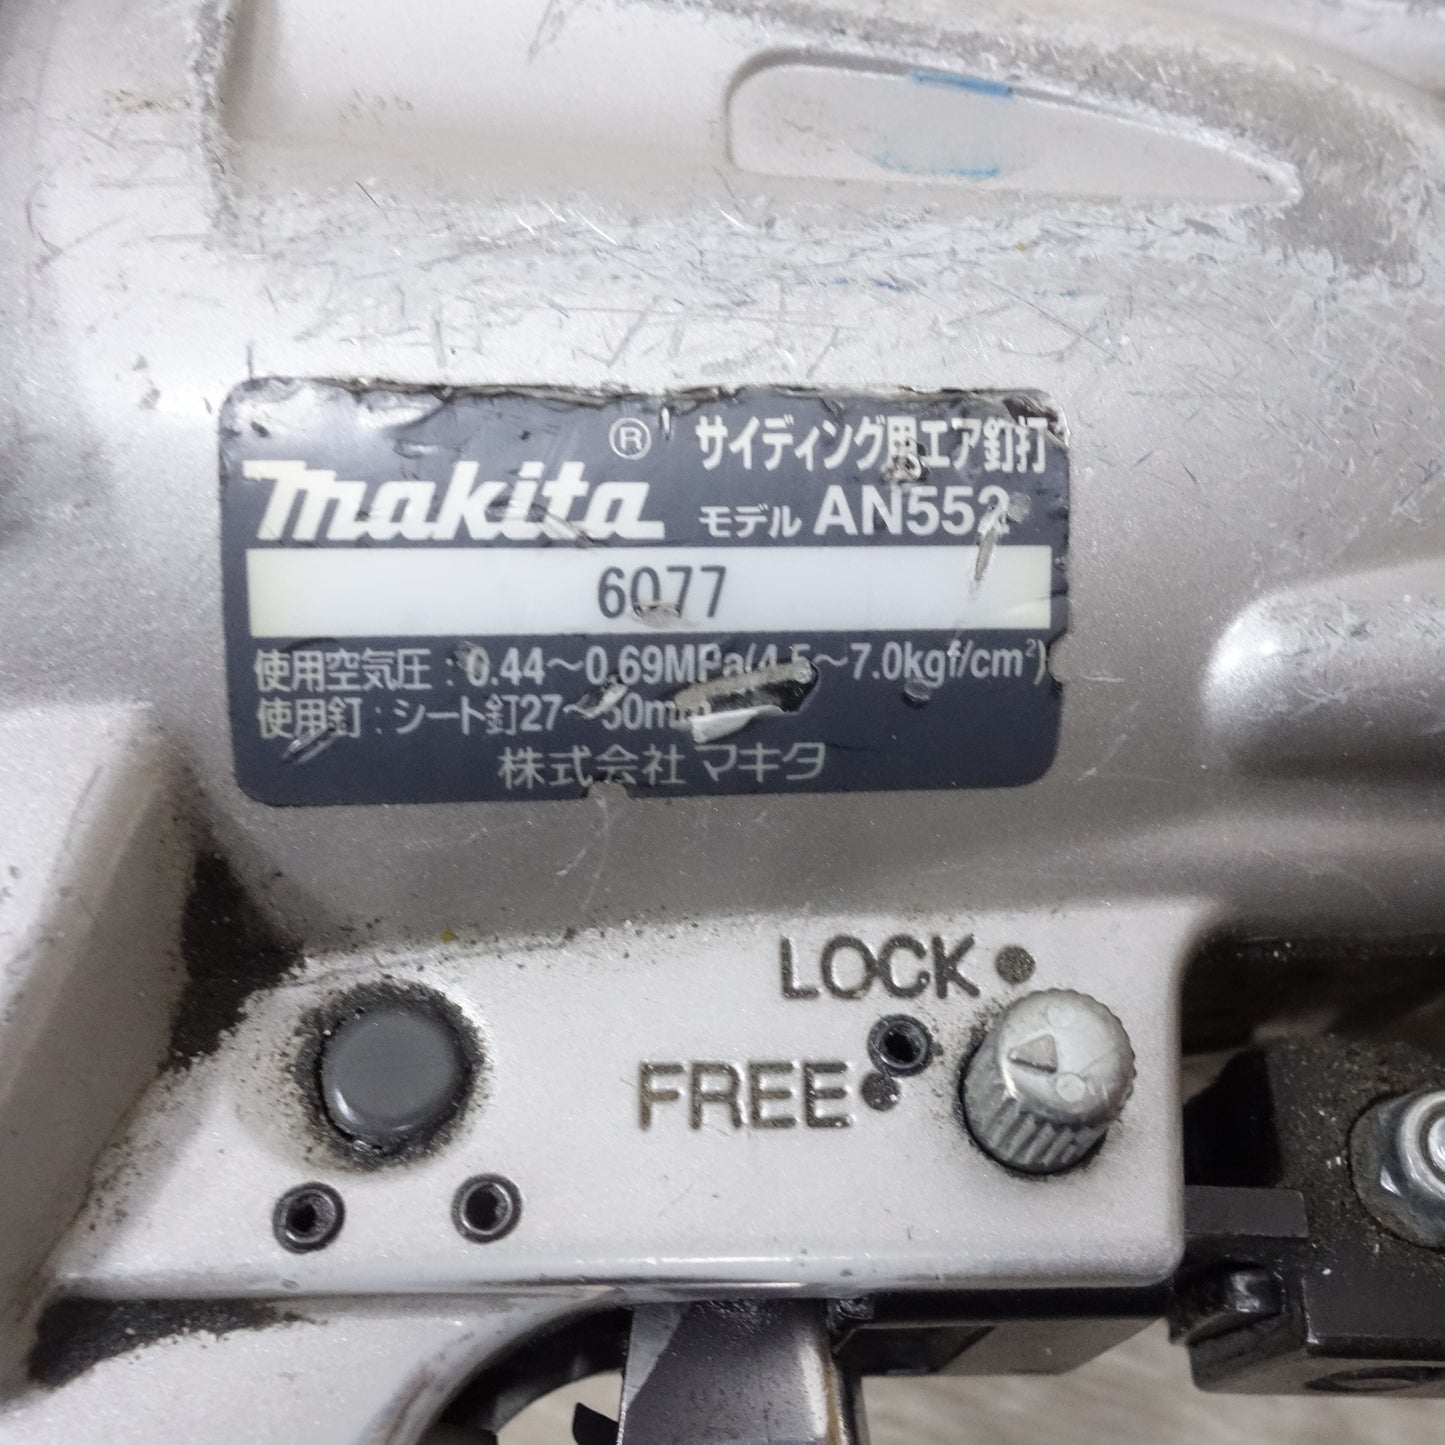 ® サイディング用エア釘打
makita モデル AN552
6077
使用空気圧 : 0.44～0.69MPa(4.5～7.0kgf/cm²)
使用釘 : シート釘27～50mm
株式会社 マキタ
LOCK
FREE